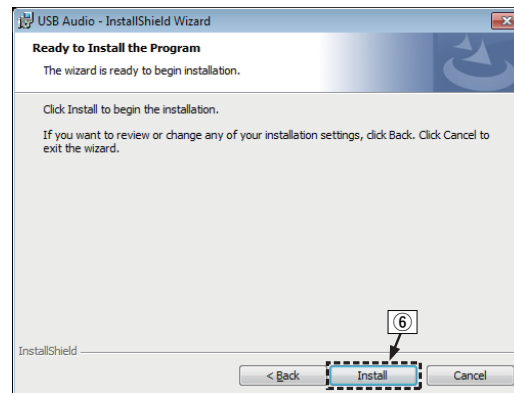 USB Audio - InstallShield Wizard
Ready to Install the Program
The wizard is ready to begin installation.
Click Install to begin the installation.
If you want to review or change any of your installation settings, click Back. Click Cancel to
exit the wizard.
⑥
InstallShield
< Back Install Cancel